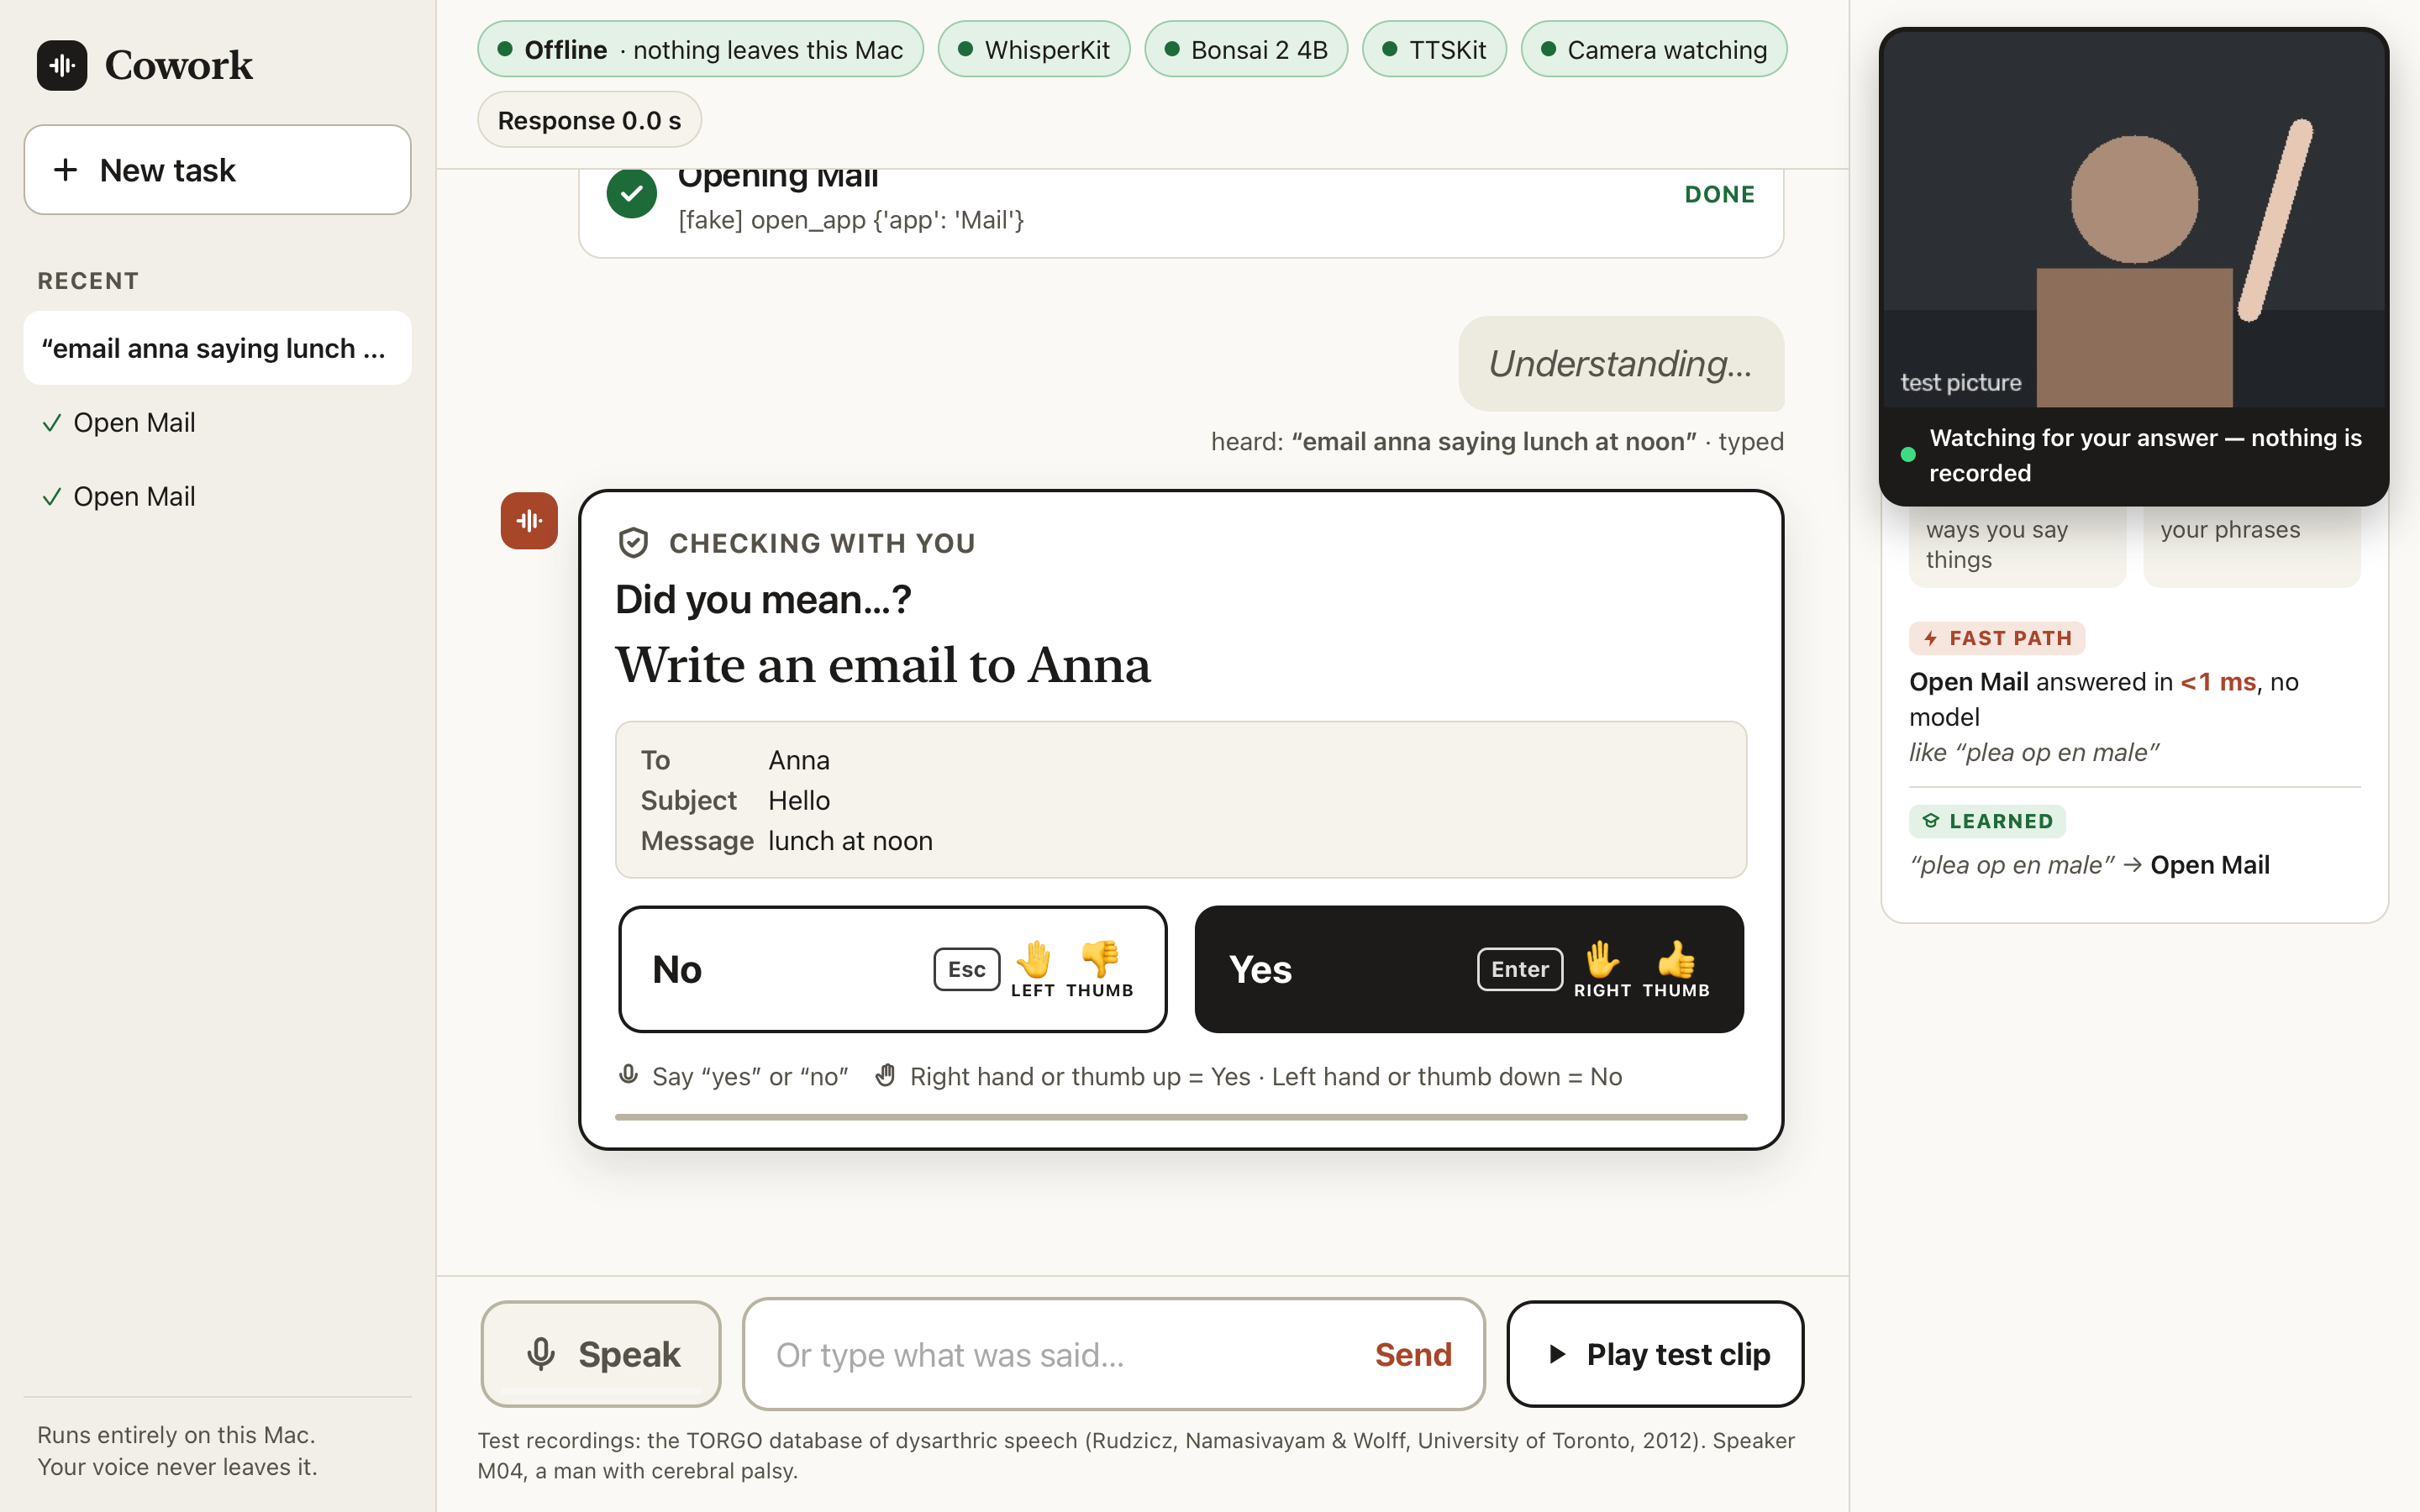 Cowork
New task
RECENT
“email anna saying lunch ...
Open Mail
Open Mail
Runs entirely on this Mac.
Your voice never leaves it.
Offline · nothing leaves this Mac
WhisperKit
Bonsai 2 4B
TTSKit
Camera watching
Response 0.0 s
Opening Mail
[fake] open_app {'app': 'Mail'}
DONE
Understanding...
heard: “email anna saying lunch at noon” · typed
CHECKING WITH YOU
Did you mean...?
Write an email to Anna
To Anna
Subject Hello
Message lunch at noon
No
Esc
LEFT THUMB
Yes
Enter
RIGHT THUMB
Say “yes” or “no”
Right hand or thumb up = Yes · Left hand or thumb down = No
Speak
Or type what was said...
Send
Play test clip
Test recordings: the TORGO database of dysarthric speech (Rudzicz, Namasivayam & Wolff, University of Toronto, 2012). Speaker
M04, a man with cerebral palsy.
test picture
Watching for your answer — nothing is
recorded
ways you say
things
your phrases
FAST PATH
Open Mail answered in <1 ms, no
model
like “plea op en male”
LEARNED
“plea op en male” → Open Mail